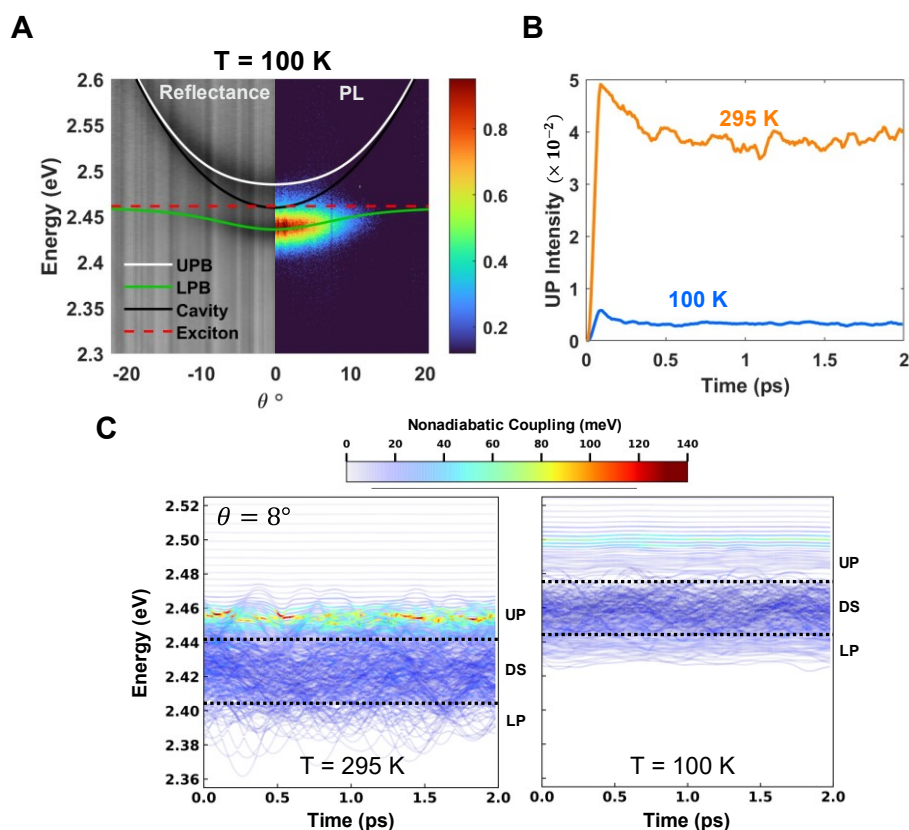 A
T = 100 K
Reflectance
PL
2.6
2.55
2.5
2.45
2.4
2.35
2.3
Energy (eV)
UPB
LPB
Cavity
Exciton
-20
-10
0
10
20
θ °
0.8
0.6
0.4
0.2
B
5
4
3
2
1
0
UP Intensity (× 10⁻²)
295 K
100 K
0
0.5
1
1.5
2
Time (ps)
C
Nonadiabatic Coupling (meV)
0 20 40 60 80 100 120 140
θ = 8°
2.52
2.50
2.48
2.46
2.44
2.42
2.40
2.38
2.36
Energy (eV)
UP
DS
LP
T = 295 K
0.0 0.5 1.0 1.5 2.0
Time (ps)
UP
DS
LP
T = 100 K
0.0 0.5 1.0 1.5 2.0
Time (ps)